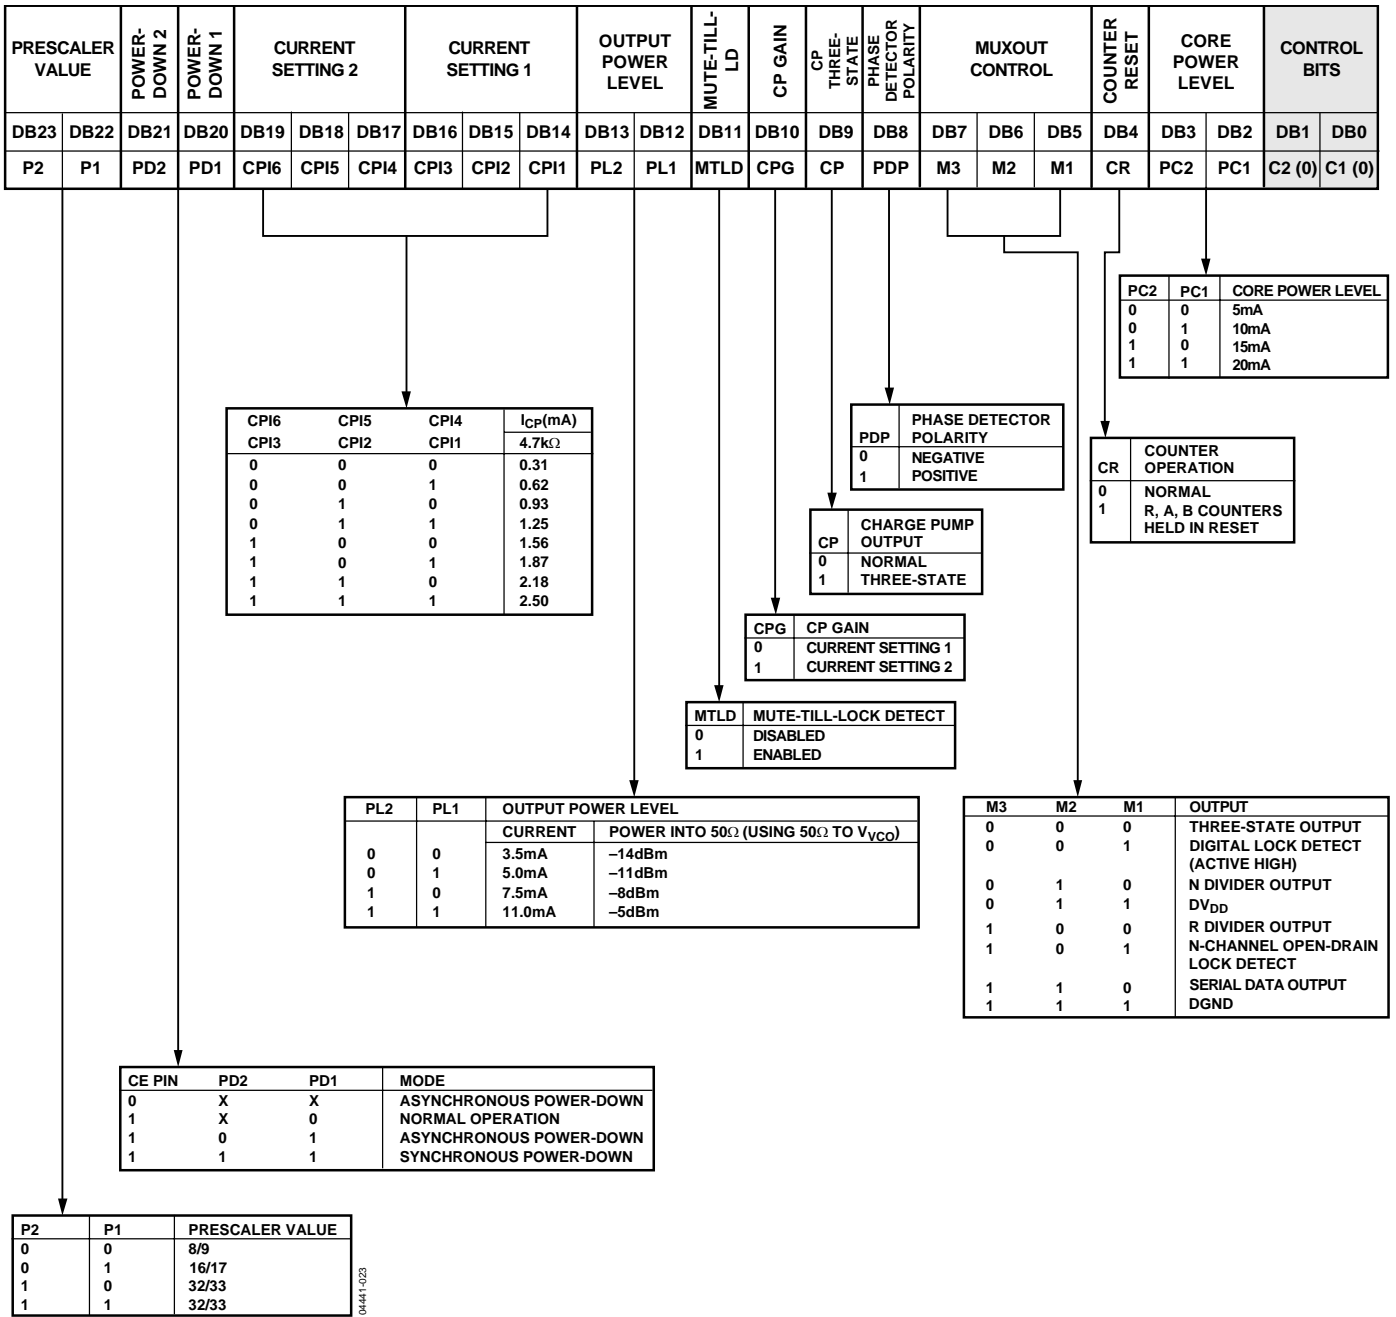 PRESCALER VALUE
POWER-DOWN 2
POWER-DOWN 1
CURRENT SETTING 2
CURRENT SETTING 1
OUTPUT POWER LEVEL
MUTE-TILL-LD
CP GAIN
CP THREE-STATE
PHASE DETECTOR POLARITY
MUXOUT CONTROL
COUNTER RESET
CORE POWER LEVEL
CONTROL BITS
DB23 DB22 DB21 DB20 DB19 DB18 DB17 DB16 DB15 DB14 DB13 DB12 DB11 DB10 DB9 DB8 DB7 DB6 DB5 DB4 DB3 DB2 DB1 DB0
P2 P1 PD2 PD1 CPI6 CPI5 CPI4 CPI3 CPI2 CPI1 PL2 PL1 MTLD CPG CP PDP M3 M2 M1 CR PC2 PC1 C2 (0) C1 (0)
PC2 PC1 CORE POWER LEVEL
0 0 5mA
0 1 10mA
1 0 15mA
1 1 20mA
CPI6 CPI5 CPI4 ICP(mA)
CPI3 CPI2 CPI1 4.7kΩ
0 0 0 0.31
0 0 1 0.62
0 1 0 0.93
0 1 1 1.25
1 0 0 1.56
1 0 1 1.87
1 1 0 2.18
1 1 1 2.50
PHASE DETECTOR
PDP POLARITY
0 NEGATIVE
1 POSITIVE
COUNTER
CR OPERATION
0 NORMAL
1 R, A, B COUNTERS
HELD IN RESET
CHARGE PUMP
CP OUTPUT
0 NORMAL
1 THREE-STATE
CPG CP GAIN
0 CURRENT SETTING 1
1 CURRENT SETTING 2
MTLD MUTE-TILL-LOCK DETECT
0 DISABLED
1 ENABLED
PL2 PL1 OUTPUT POWER LEVEL
CURRENT POWER INTO 50Ω (USING 50Ω TO VVCO)
0 0 3.5mA –14dBm
0 1 5.0mA –11dBm
1 0 7.5mA –8dBm
1 1 11.0mA –5dBm
M3 M2 M1 OUTPUT
0 0 0 THREE-STATE OUTPUT
0 0 1 DIGITAL LOCK DETECT
(ACTIVE HIGH)
0 1 0 N DIVIDER OUTPUT
0 1 1 DVDD
1 0 0 R DIVIDER OUTPUT
1 0 1 N-CHANNEL OPEN-DRAIN
LOCK DETECT
1 1 0 SERIAL DATA OUTPUT
1 1 1 DGND
CE PIN PD2 PD1 MODE
0 X X ASYNCHRONOUS POWER-DOWN
1 X 0 NORMAL OPERATION
1 0 1 ASYNCHRONOUS POWER-DOWN
1 1 1 SYNCHRONOUS POWER-DOWN
P2 P1 PRESCALER VALUE
0 0 8/9
0 1 16/17
1 0 32/33
1 1 32/33
04441-023